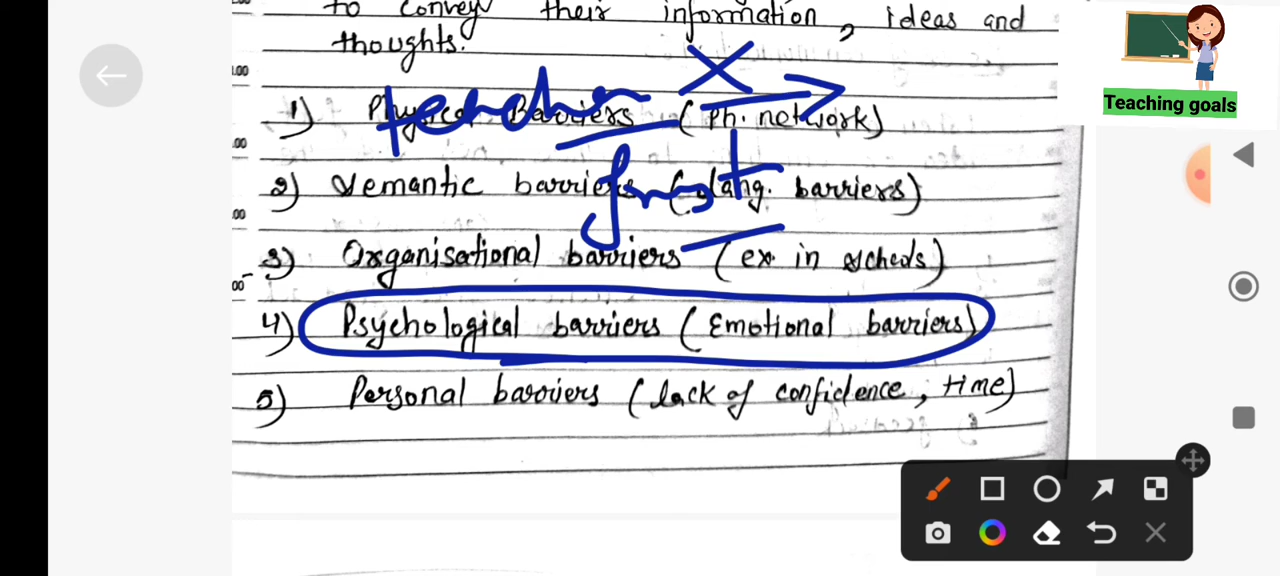 to convey their information, ideas and
thoughts.
1) Physical Barriers (Ph. network)
2) Semantic barriers (lang. barriers)
3) Organisational barriers (ex. in scheds)
4) Psychological barriers (Emotional barriers)
5) Personal barriers (lack of confidence, time)
Teaching goals